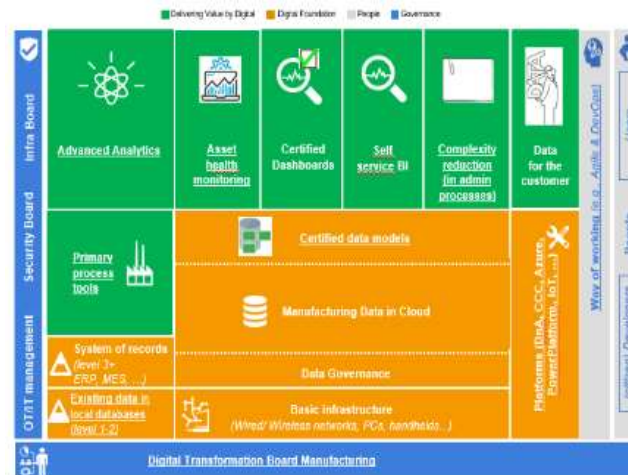 Delivering Value by Digital
Digital Foundation
People
Governance
Infra Board
Security Board
OT/IT management
Advanced Analytics
Asset
health
monitoring
Certified
Dashboards
Self
service BI
Complexity
reduction
(in admin
processes)
DATA
Data
for the
customer
Primary
process
tools
Certified data models
Manufacturing Data in Cloud
Data Governance
System of records
(level 3+
ERP, MES, ...)
Existing data in
local databases
(level 1-2)
Basic infrastructure
(Wired/ Wireless networks, PCs, handhelds...)
Platforms (DnA, CCC, Azure,
PowerPlatform, IoT, ...)
Way of working (e.g. Agile & DevOps)
Digital Transformation Board Manufacturing